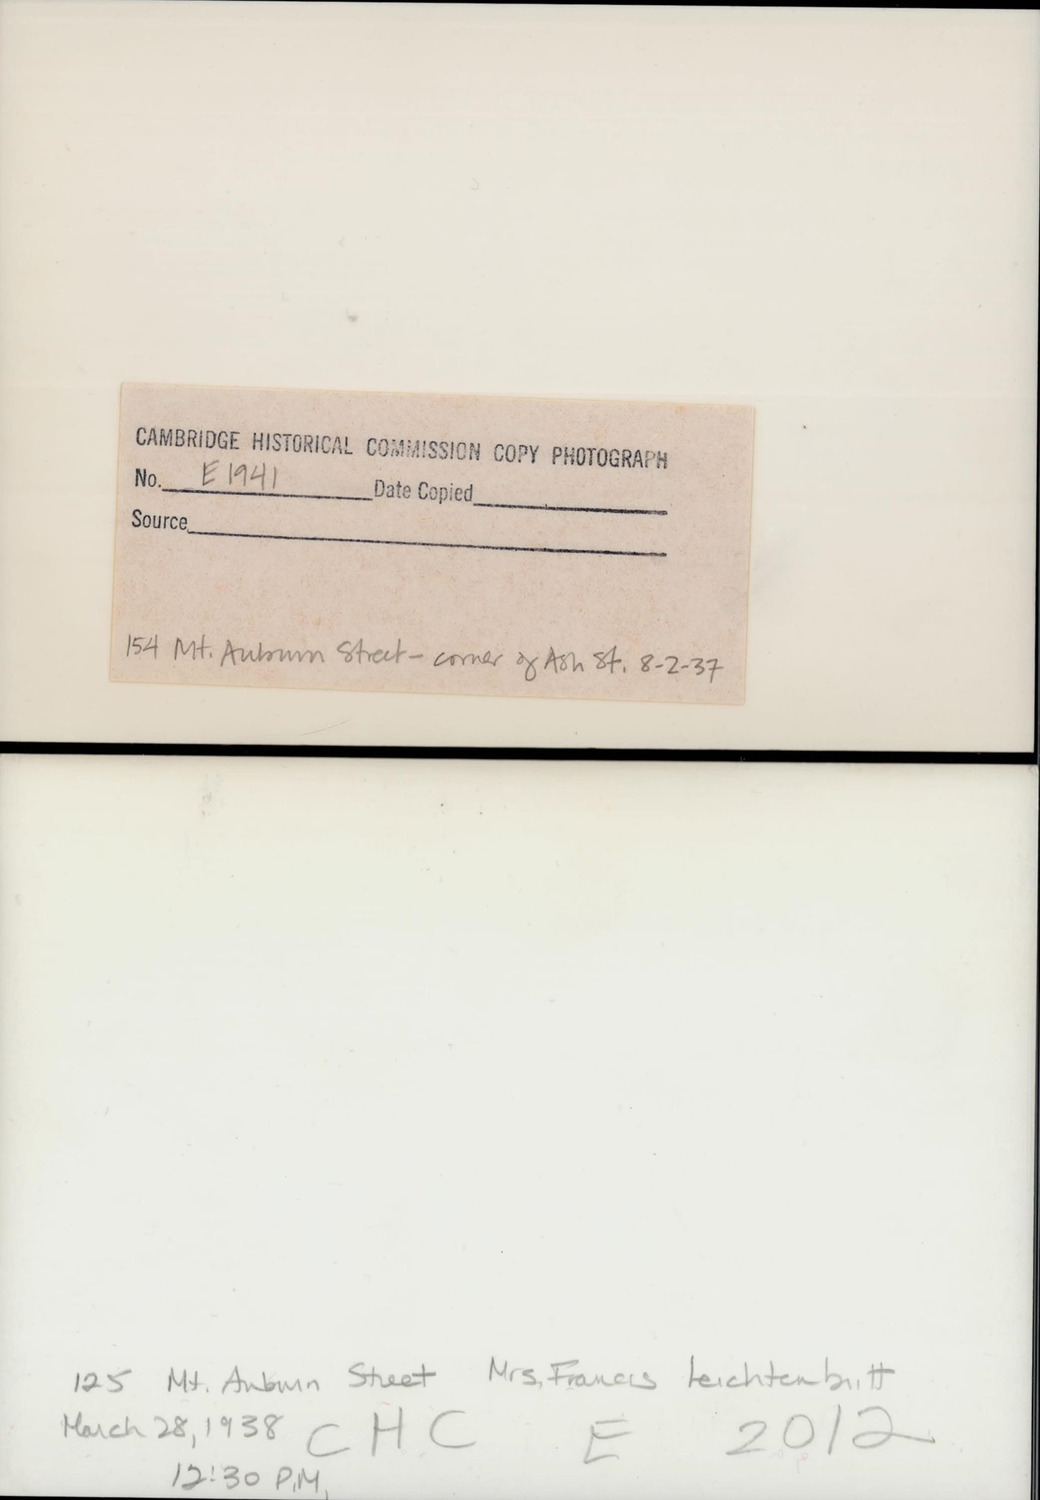 CAMBRIDGE HISTORICAL COMMISSION COPY PHOTOGRAPH
No. E1941 Date Copied
Source
154 Mt. Auburn Street - corner of Ash St. 8-2-37
125 Mt. Auburn Street Mrs. Francis Leichtenbritt
March 28, 1938 CHC E 2012
12:30 P.M.